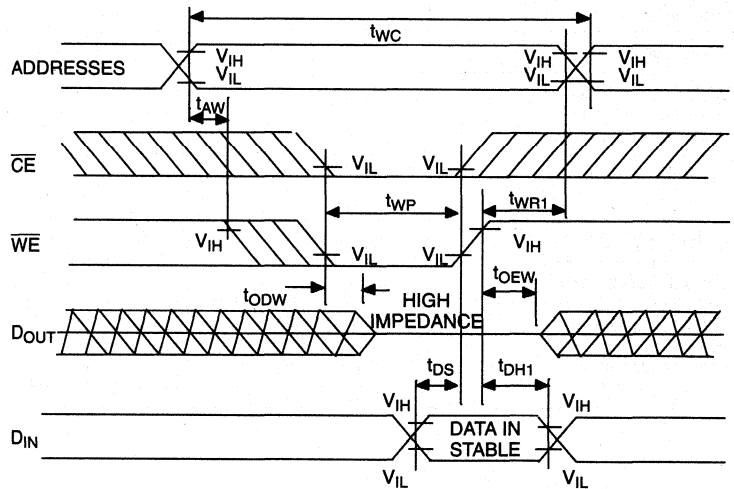 tWC
ADDRESSES
VIH
VIL
VIH
VIL
VIH
VIL
tAW
CE
VIL
VIL
tWP
tWR1
WE
VIH
VIL
VIL
VIH
tODW
HIGH
IMPEDANCE
tOEW
DOUT
tDS
tDH1
VIH
VIH
DIN
DATA IN
STABLE
VIL
VIL